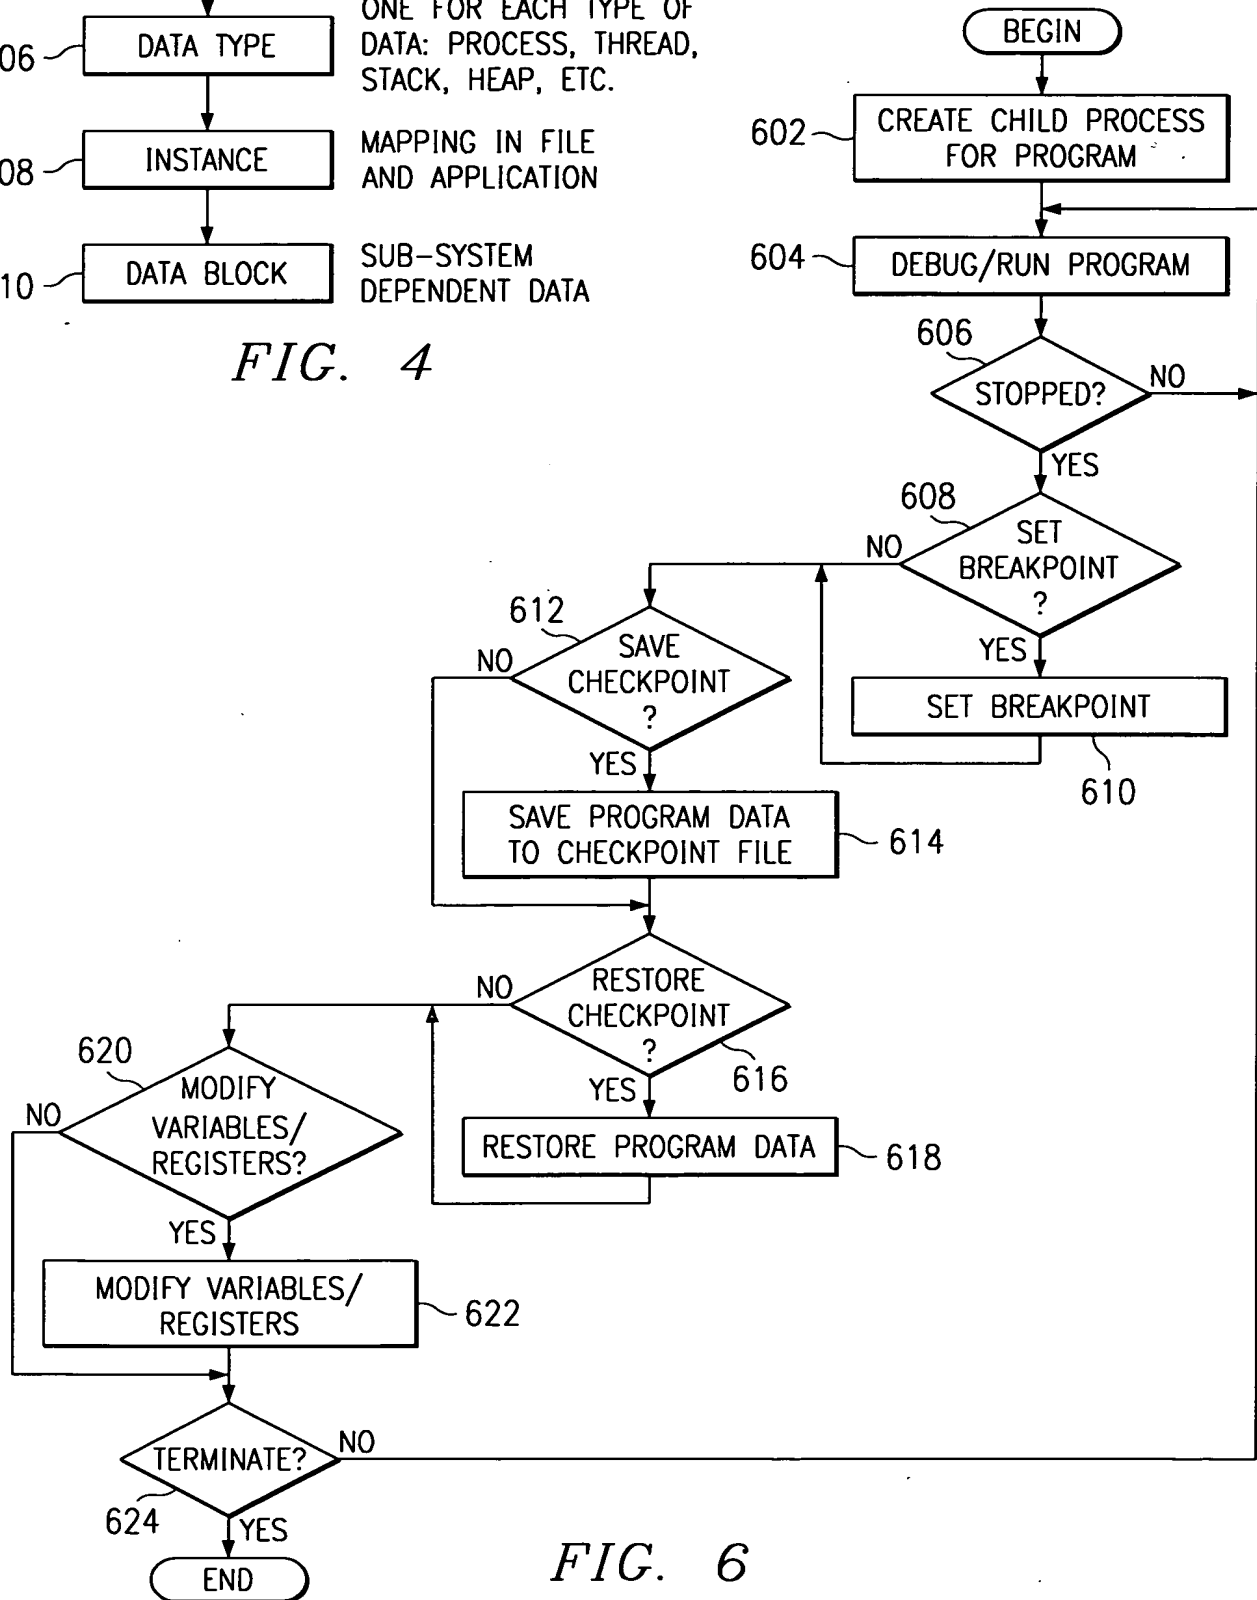 ONE FOR EACH TYPE OF
06
DATA TYPE
DATA: PROCESS, THREAD,
STACK, HEAP, ETC.
08
INSTANCE
MAPPING IN FILE
AND APPLICATION
10
DATA BLOCK
SUB-SYSTEM
DEPENDENT DATA
FIG. 4
BEGIN
602
CREATE CHILD PROCESS
FOR PROGRAM
604
DEBUG/RUN PROGRAM
606
STOPPED?
NO
YES
608
SET
BREAKPOINT
?
NO
YES
SET BREAKPOINT
610
612
SAVE
CHECKPOINT
?
NO
YES
SAVE PROGRAM DATA
TO CHECKPOINT FILE
614
RESTORE
CHECKPOINT
?
NO
616
YES
RESTORE PROGRAM DATA
618
620
MODIFY
VARIABLES/
REGISTERS?
NO
YES
MODIFY VARIABLES/
REGISTERS
622
TERMINATE?
NO
624
YES
END
FIG. 6